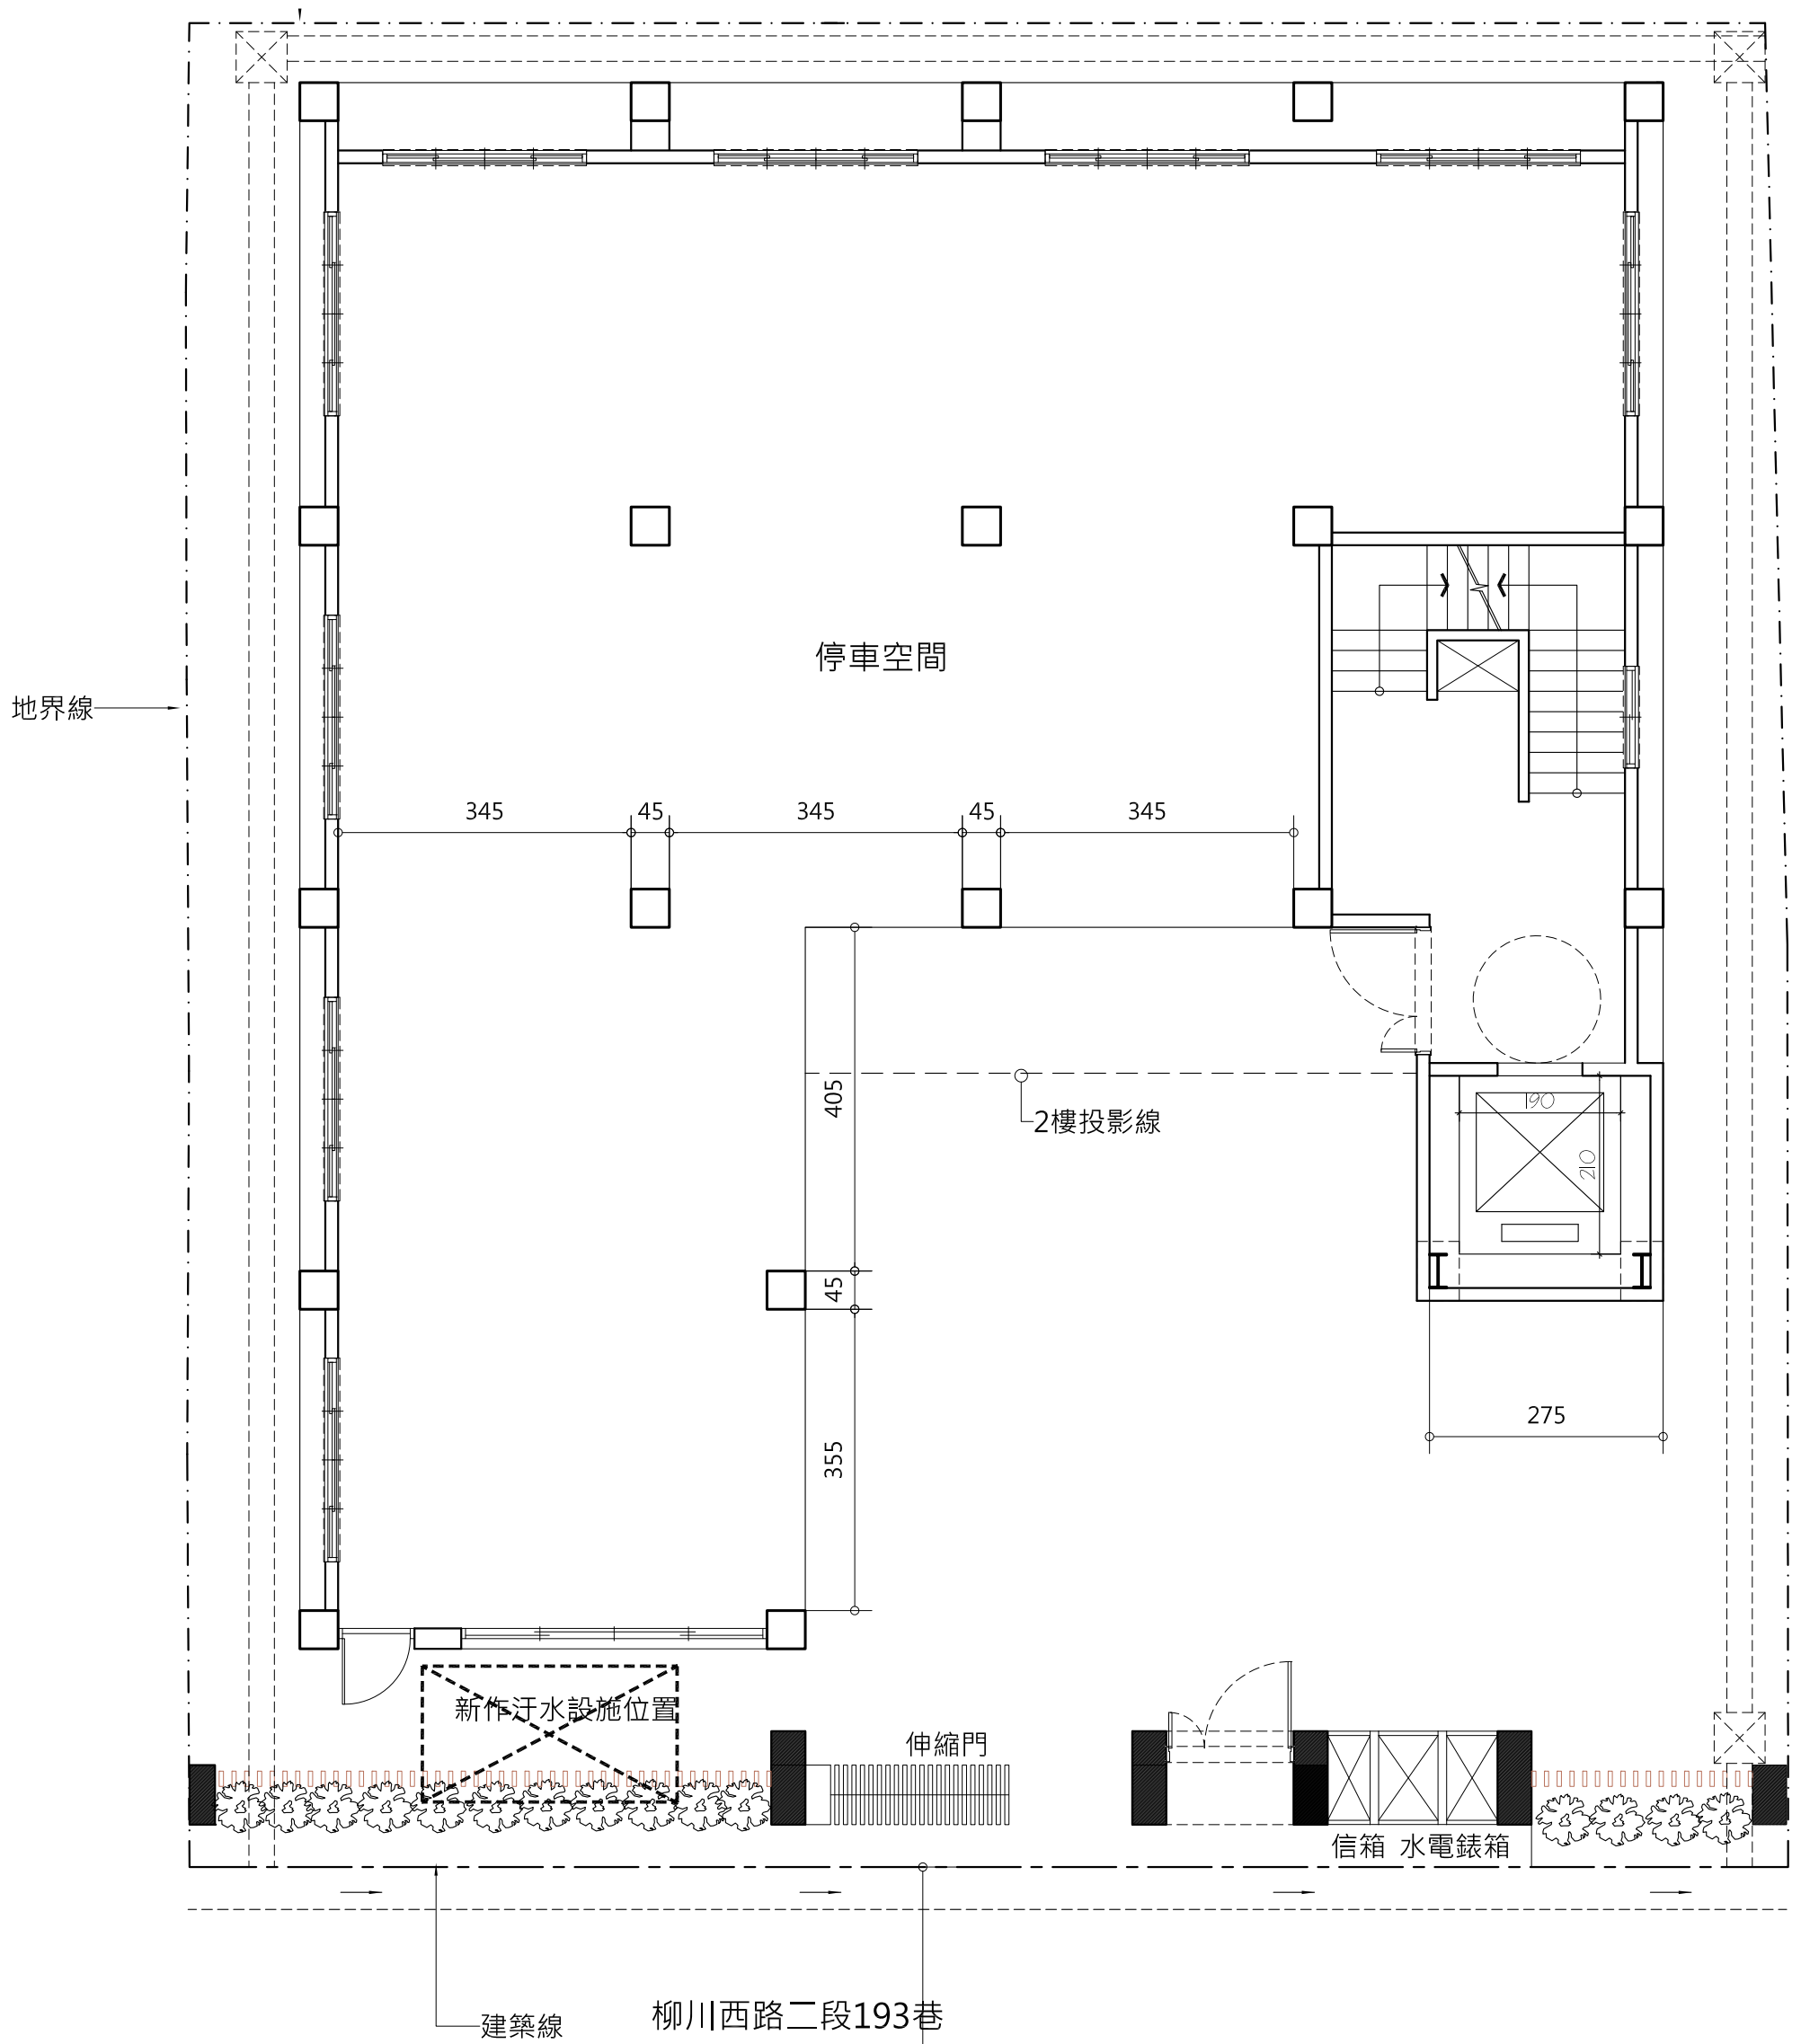 停車空間
地界線
345 45 345 45 345
405
2樓投影線
190
210
45
275
355
新作汙水設施位置
伸縮門
信箱 水電錶箱
柳川西路二段193巷
建築線